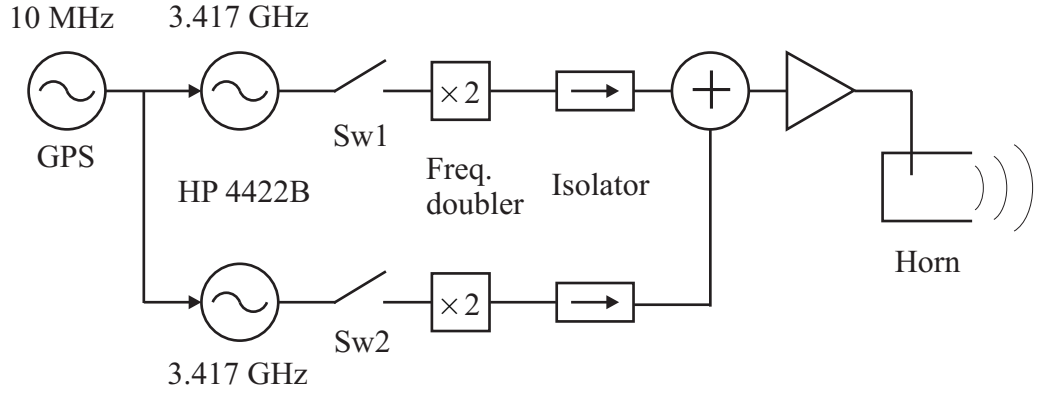 10 MHz
3.417 GHz
GPS
HP 4422B
Sw1
×2
Freq.
doubler
Isolator
+
Horn
Sw2
×2
3.417 GHz